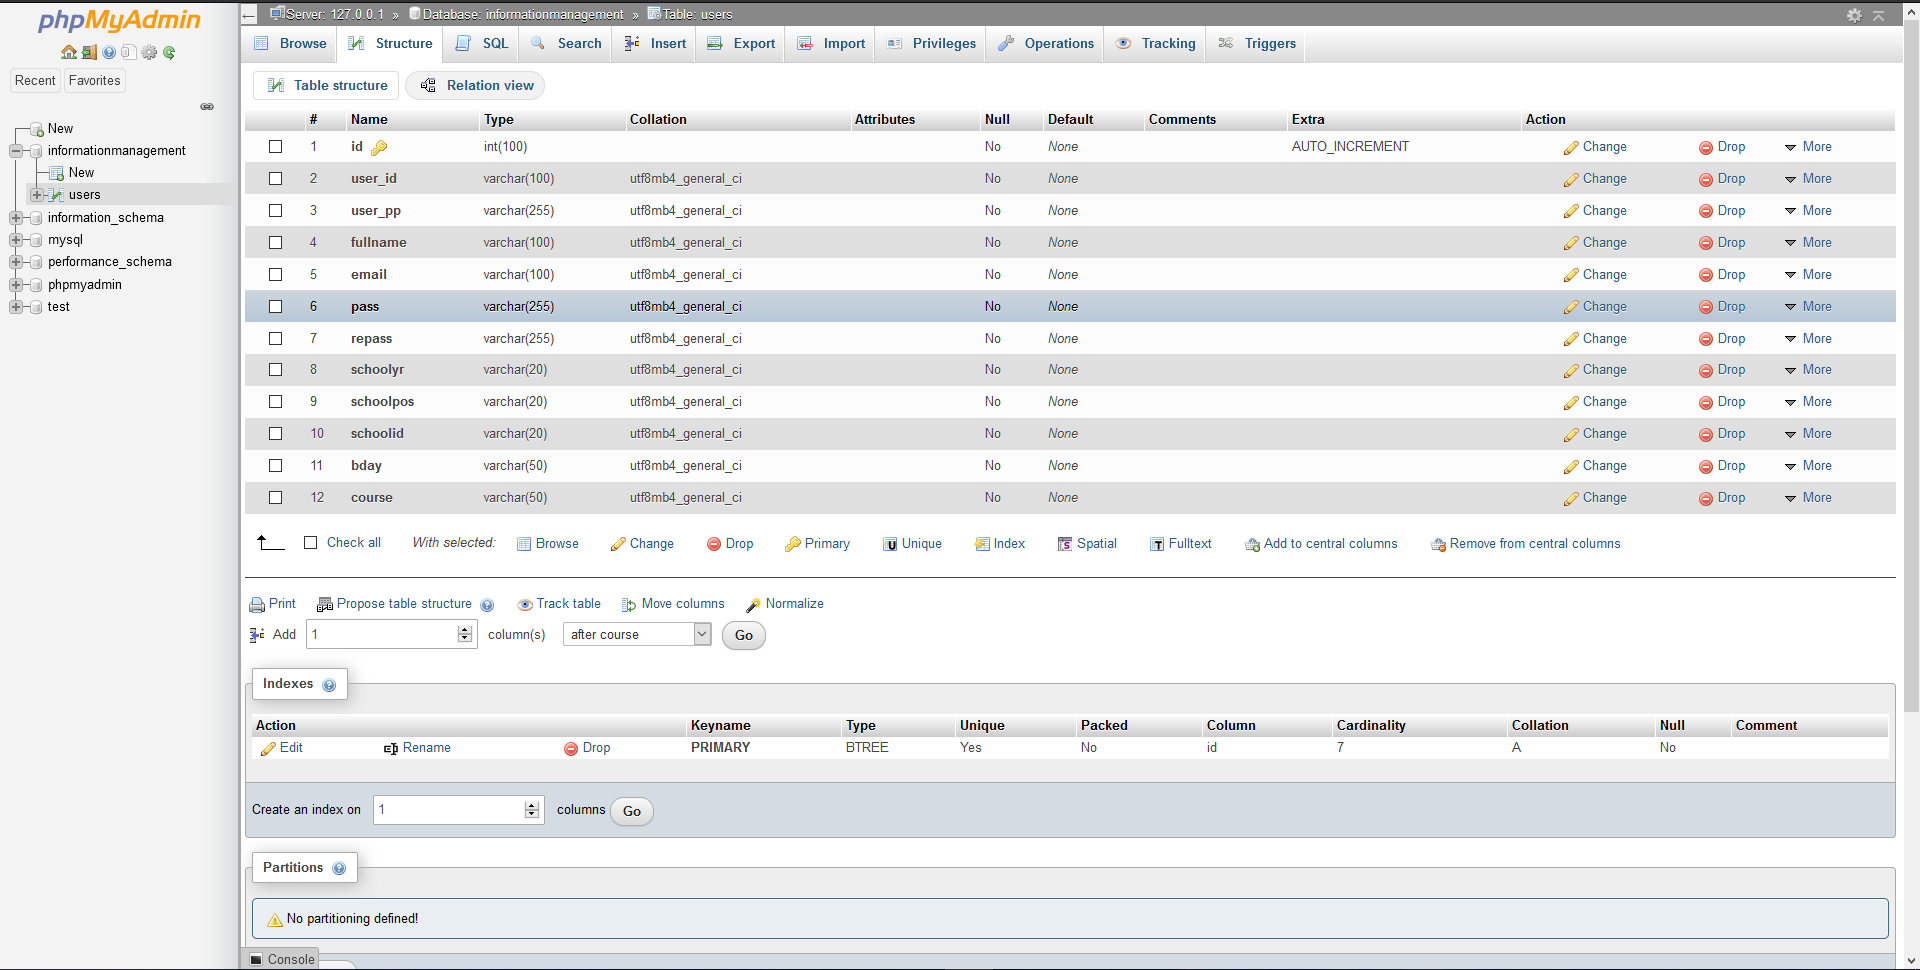 phpMyAdmin
Recent Favorites
New
informationmanagement
New
users
information_schema
mysql
performance_schema
phpmyadmin
test
Server: 127.0.0.1 » Database: informationmanagement » Table: users
Browse Structure SQL Search Insert Export Import Privileges Operations Tracking Triggers
Table structure Relation view
# Name Type Collation Attributes Null Default Comments Extra Action
1 id int(100) No None AUTO_INCREMENT Change Drop More
2 user_id varchar(100) utf8mb4_general_ci No None Change Drop More
3 user_pp varchar(255) utf8mb4_general_ci No None Change Drop More
4 fullname varchar(100) utf8mb4_general_ci No None Change Drop More
5 email varchar(100) utf8mb4_general_ci No None Change Drop More
6 pass varchar(255) utf8mb4_general_ci No None Change Drop More
7 repass varchar(255) utf8mb4_general_ci No None Change Drop More
8 schoolyr varchar(20) utf8mb4_general_ci No None Change Drop More
9 schoolpos varchar(20) utf8mb4_general_ci No None Change Drop More
10 schoolid varchar(20) utf8mb4_general_ci No None Change Drop More
11 bday varchar(50) utf8mb4_general_ci No None Change Drop More
12 course varchar(50) utf8mb4_general_ci No None Change Drop More
Check all With selected: Browse Change Drop Primary Unique Index Spatial Fulltext Add to central columns Remove from central columns
Print Propose table structure Track table Move columns Normalize
Add 1 column(s) after course Go
Indexes
Action Keyname Type Unique Packed Column Cardinality Collation Null Comment
Edit Rename Drop PRIMARY BTREE Yes No id 7 A No
Create an index on 1 columns Go
Partitions
No partitioning defined!
Console